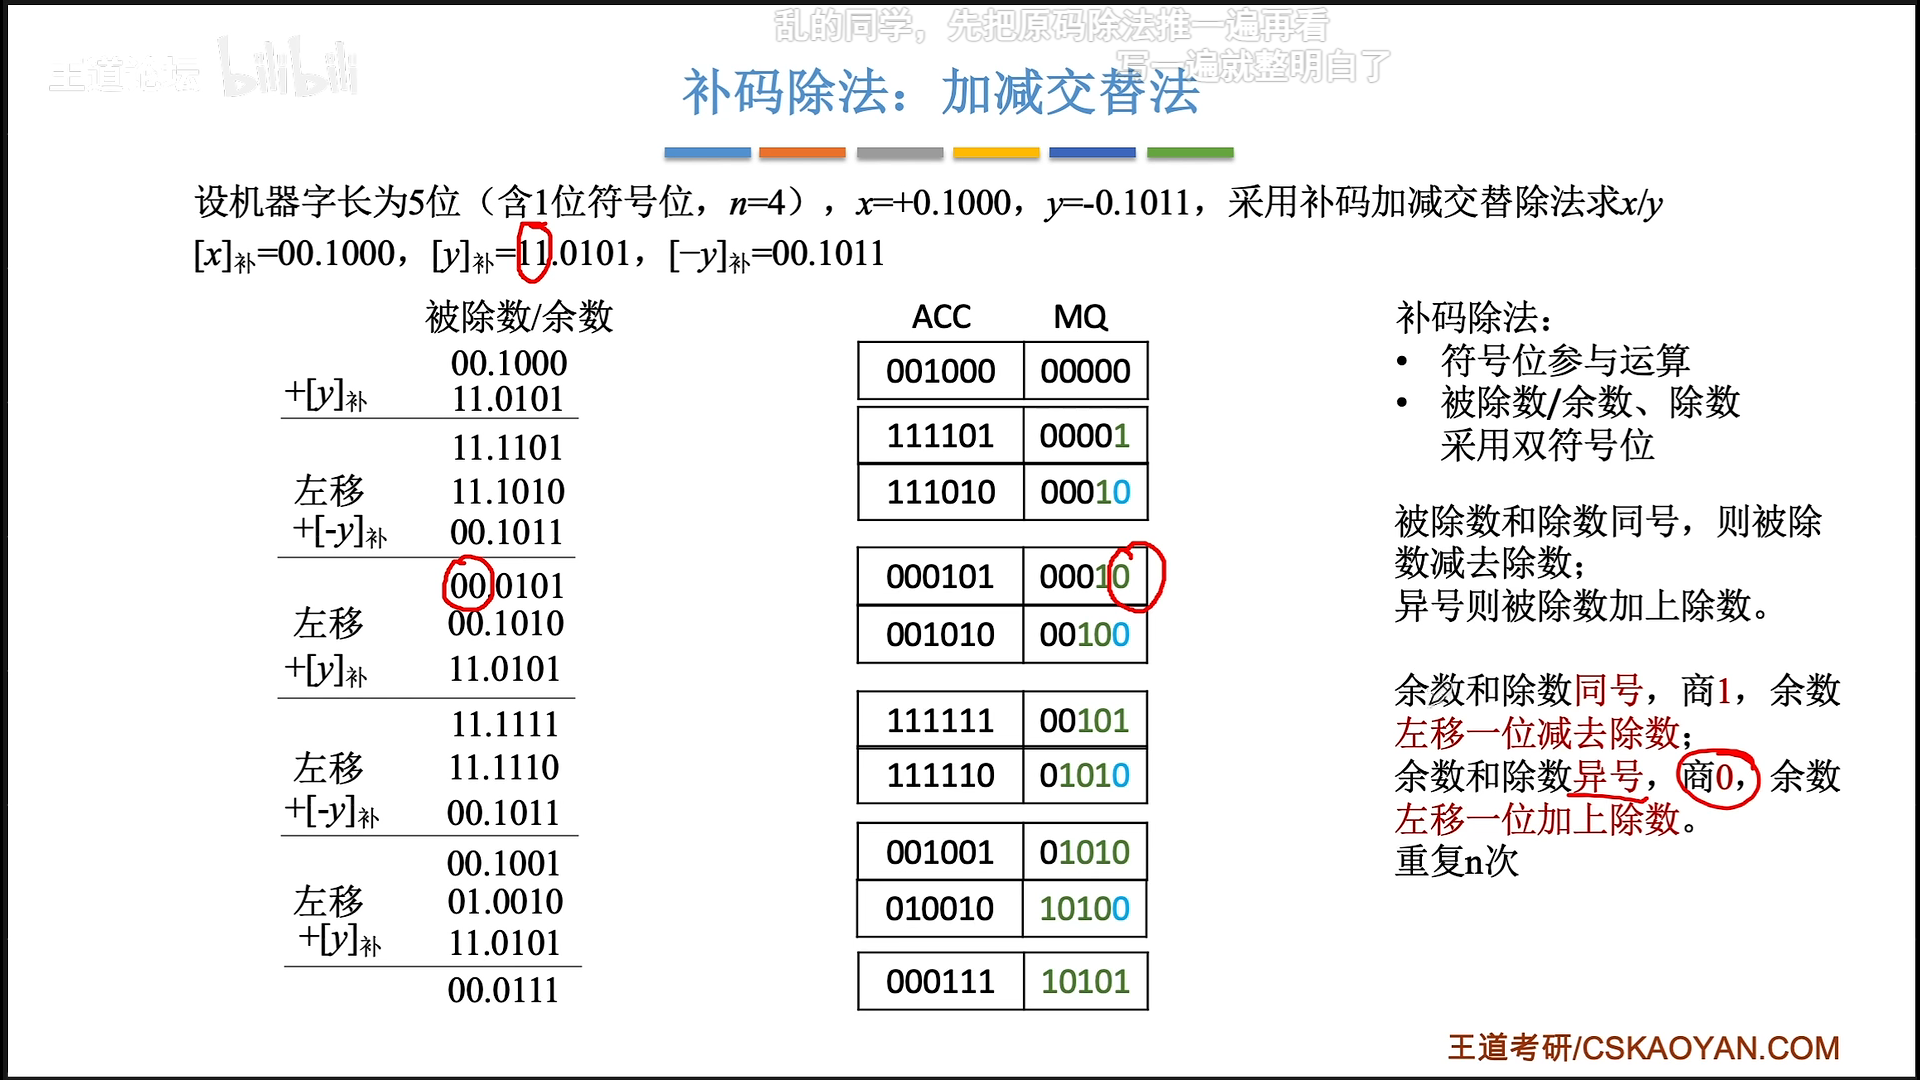 乱的同学，先把原码除法推一遍再看
写一遍就整明白了
王道论坛 bilibili
补码除法：加减交替法
设机器字长为5位（含1位符号位，n=4），x=+0.1000，y=-0.1011，采用补码加减交替除法求x/y
[x]补=00.1000，[y]补=11.0101，[−y]补=00.1011
被除数/余数
00.1000
+[y]补 11.0101
11.1101
左移 11.1010
+[-y]补 00.1011
00.0101
左移 00.1010
+[y]补 11.0101
11.1111
左移 11.1110
+[-y]补 00.1011
00.1001
左移 01.0010
+[y]补 11.0101
00.0111
ACC MQ
001000 00000
111101 00001
111010 00010
000101 00010
001010 00100
111111 00101
111110 01010
001001 01010
010010 10100
000111 10101
补码除法：
• 符号位参与运算
• 被除数/余数、除数
采用双符号位
被除数和除数同号，则被除
数减去除数；
异号则被除数加上除数。
余数和除数同号，商1，余数
左移一位减去除数；
余数和除数异号，商0，余数
左移一位加上除数。
重复n次
王道考研/CSKAOYAN.COM